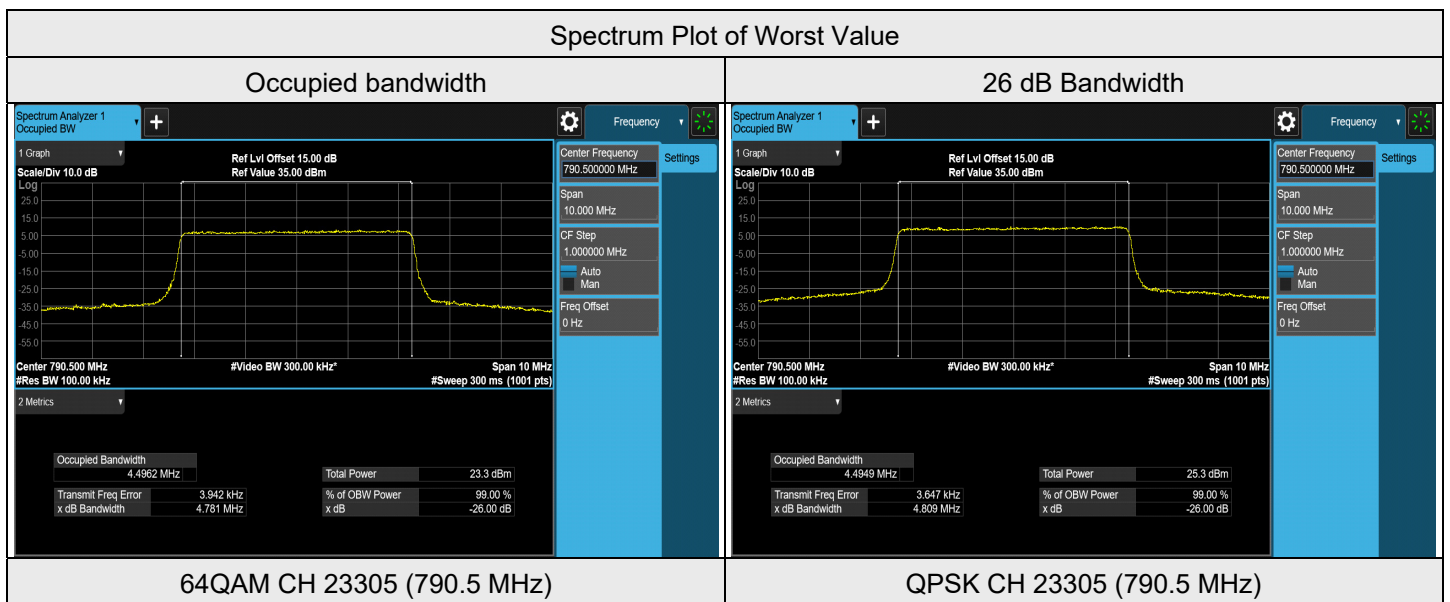 Spectrum Plot of Worst Value
Occupied bandwidth
26 dB Bandwidth
Spectrum Analyzer 1
Occupied BW
+
Frequency
1 Graph
Ref Lvl Offset 15.00 dB
Scale/Div 10.0 dB
Ref Value 35.00 dBm
Log
25.0
15.0
5.00
-5.00
-15.0
-25.0
-35.0
-45.0
-55.0
Center 790.500 MHz
#Video BW 300.00 kHz*
Span 10 MHz
#Res BW 100.00 kHz
#Sweep 300 ms (1001 pts)
Center Frequency
790.500000 MHz
Settings
Span
10.000 MHz
CF Step
1.000000 MHz
Auto
Man
Freq Offset
0 Hz
2 Metrics
Occupied Bandwidth
4.4962 MHz
Total Power 23.3 dBm
Transmit Freq Error 3.942 kHz
% of OBW Power 99.00 %
x dB Bandwidth 4.781 MHz
x dB -26.00 dB
Spectrum Analyzer 1
Occupied BW
+
Frequency
1 Graph
Ref Lvl Offset 15.00 dB
Scale/Div 10.0 dB
Ref Value 35.00 dBm
Log
25.0
15.0
5.00
-5.00
-15.0
-25.0
-35.0
-45.0
-55.0
Center 790.500 MHz
#Video BW 300.00 kHz*
Span 10 MHz
#Res BW 100.00 kHz
#Sweep 300 ms (1001 pts)
Center Frequency
790.500000 MHz
Settings
Span
10.000 MHz
CF Step
1.000000 MHz
Auto
Man
Freq Offset
0 Hz
2 Metrics
Occupied Bandwidth
4.4949 MHz
Total Power 25.3 dBm
Transmit Freq Error 3.647 kHz
% of OBW Power 99.00 %
x dB Bandwidth 4.809 MHz
x dB -26.00 dB
64QAM CH 23305 (790.5 MHz)
QPSK CH 23305 (790.5 MHz)